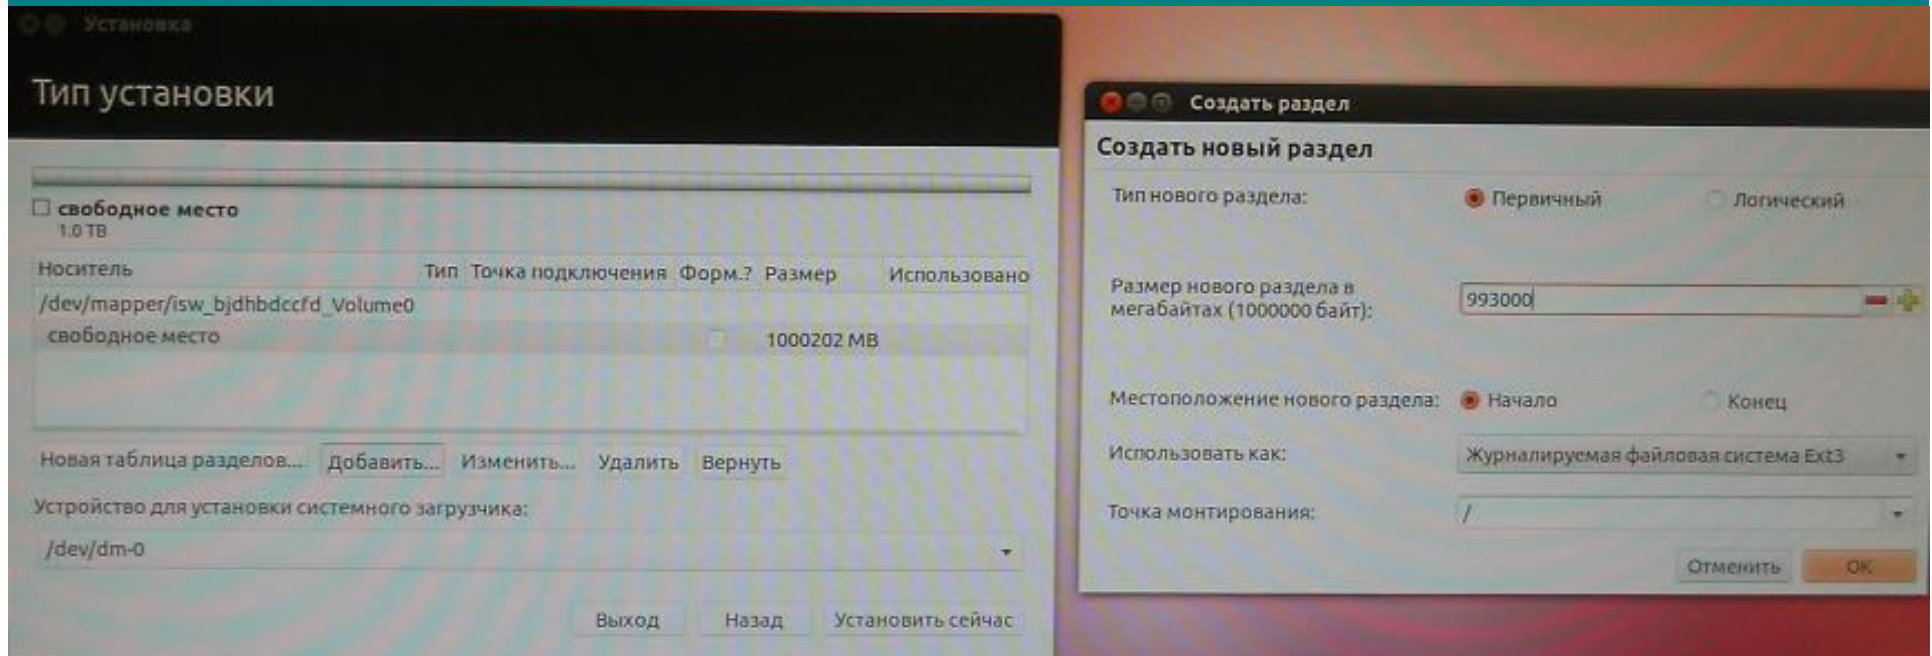 Установка
Тип установки
свободное место
1.0 TB
Носитель Тип Точка подключения Форм.? Размер Использовано
/dev/mapper/isw_bjdhbdccfd_Volume0
свободное место 1000202 MB
Новая таблица разделов... Добавить... Изменить... Удалить Вернуть
Устройство для установки системного загрузчика:
/dev/dm-0
Выход Назад Установить сейчас
Создать раздел
Создать новый раздел
Тип нового раздела: Первичный Логический
Размер нового раздела в
мегабайтах (1000000 байт): 993000
Местоположение нового раздела: Начало Конец
Использовать как: Журналируемая файловая система Ext3
Точка монтирования: /
Отменить OK